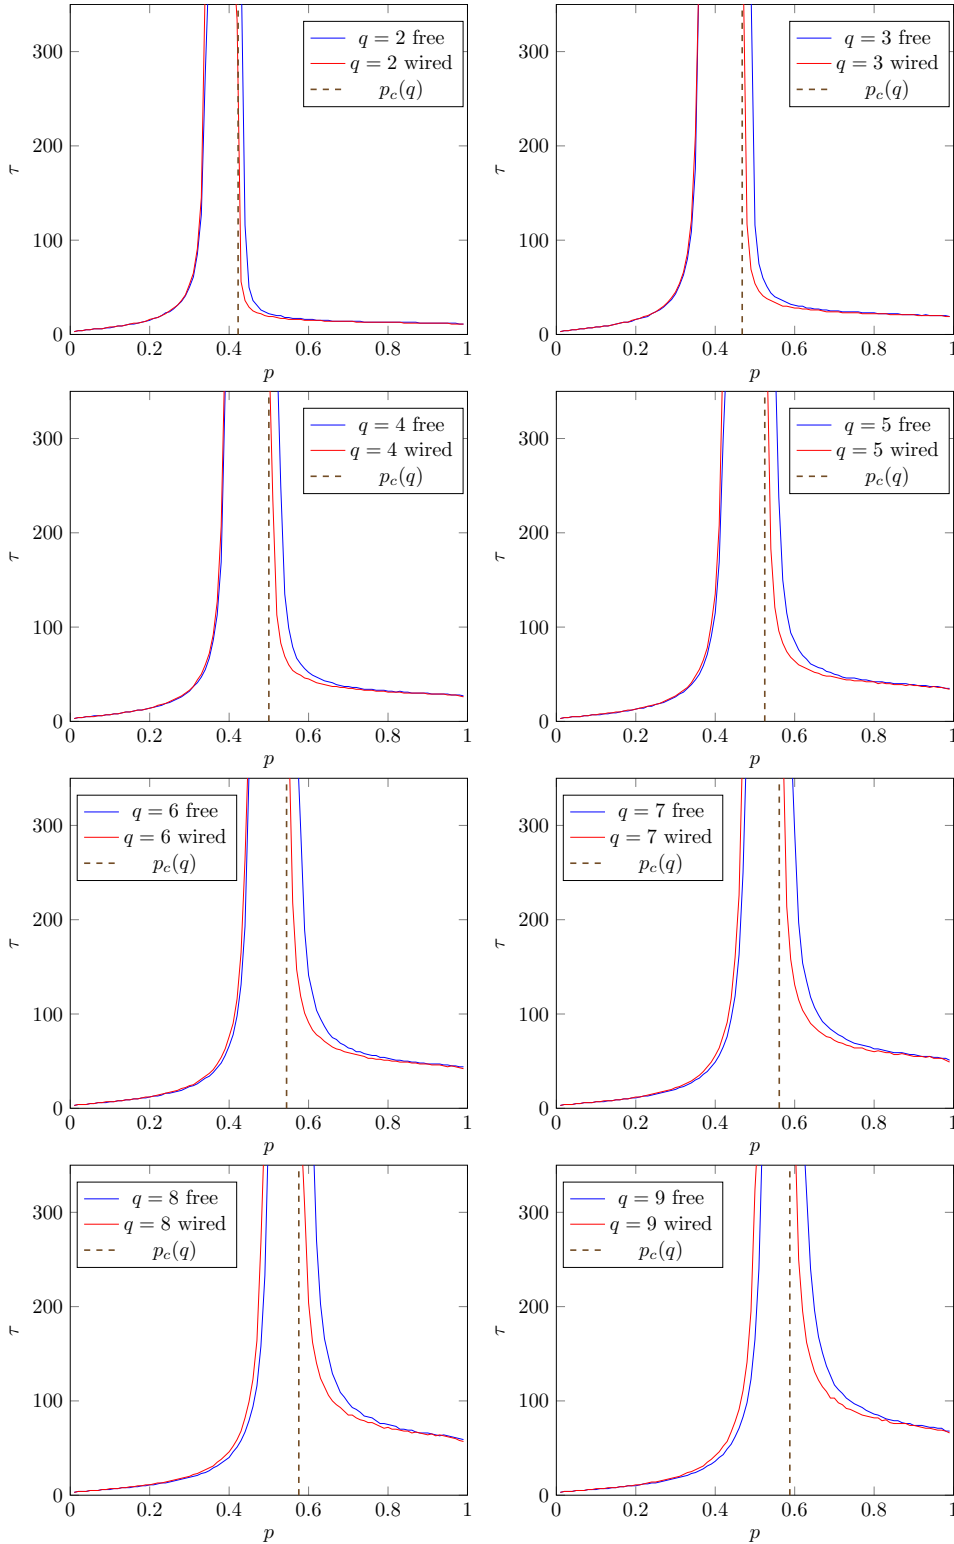 300
200
100
0
τ
0
0.2
0.4
0.6
0.8
1
p
q = 2 free
q = 2 wired
p_c(q)
300
200
100
0
τ
0
0.2
0.4
0.6
0.8
1
p
q = 3 free
q = 3 wired
p_c(q)
300
200
100
0
τ
0
0.2
0.4
0.6
0.8
1
p
q = 4 free
q = 4 wired
p_c(q)
300
200
100
0
τ
0
0.2
0.4
0.6
0.8
1
p
q = 5 free
q = 5 wired
p_c(q)
300
200
100
0
τ
0
0.2
0.4
0.6
0.8
1
p
q = 6 free
q = 6 wired
p_c(q)
300
200
100
0
τ
0
0.2
0.4
0.6
0.8
1
p
q = 7 free
q = 7 wired
p_c(q)
300
200
100
0
τ
0
0.2
0.4
0.6
0.8
1
p
q = 8 free
q = 8 wired
p_c(q)
300
200
100
0
τ
0
0.2
0.4
0.6
0.8
1
p
q = 9 free
q = 9 wired
p_c(q)